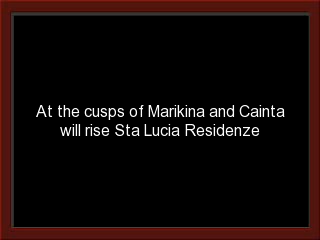 At the cusps of Marikina and Cainta
will rise Sta Lucia Residenze